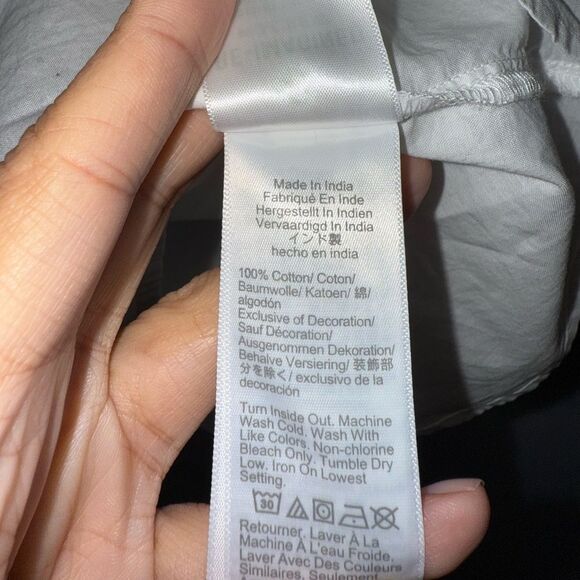 Made In India
Fabriqué En Inde
Hergestellt In Indien
Vervaardigd In India
インド製
hecho en india
100% Cotton/ Coton/
Baumwolle/ Katoen/ 綿/
algodón
Exclusive of Decoration/
Sauf Décoration/
Ausgenommen Dekoration/
Behalve Versiering/ 装飾部
分を除く/ exclusivo de la
decoración
Turn Inside Out. Machine
Wash Cold. Wash With
Like Colors. Non-chlorine
Bleach Only, Tumble Dry
Low. Iron On Lowest
Setting.
30
Retourner. Laver À La
Machine À L'eau Froide.
Laver Avec Des Couleurs
Similaires. Seulement